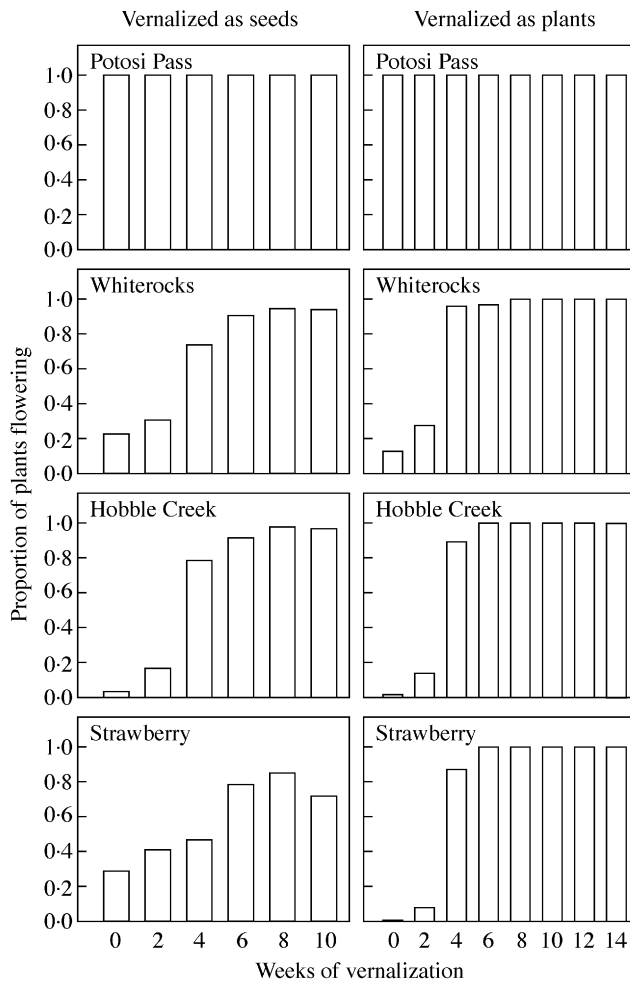 Vernalized as seeds
Vernalized as plants
Potosi Pass
1·0
0·8
0·6
0·4
0·2
0·0
Potosi Pass
Whiterocks
1·0
0·8
0·6
0·4
0·2
0·0
Whiterocks
Hobble Creek
1·0
0·8
0·6
0·4
0·2
0·0
Hobble Creek
Strawberry
1·0
0·8
0·6
0·4
0·2
0·0
Strawberry
0 2 4 6 8 10
0 2 4 6 8 10 12 14
Proportion of plants flowering
Weeks of vernalization